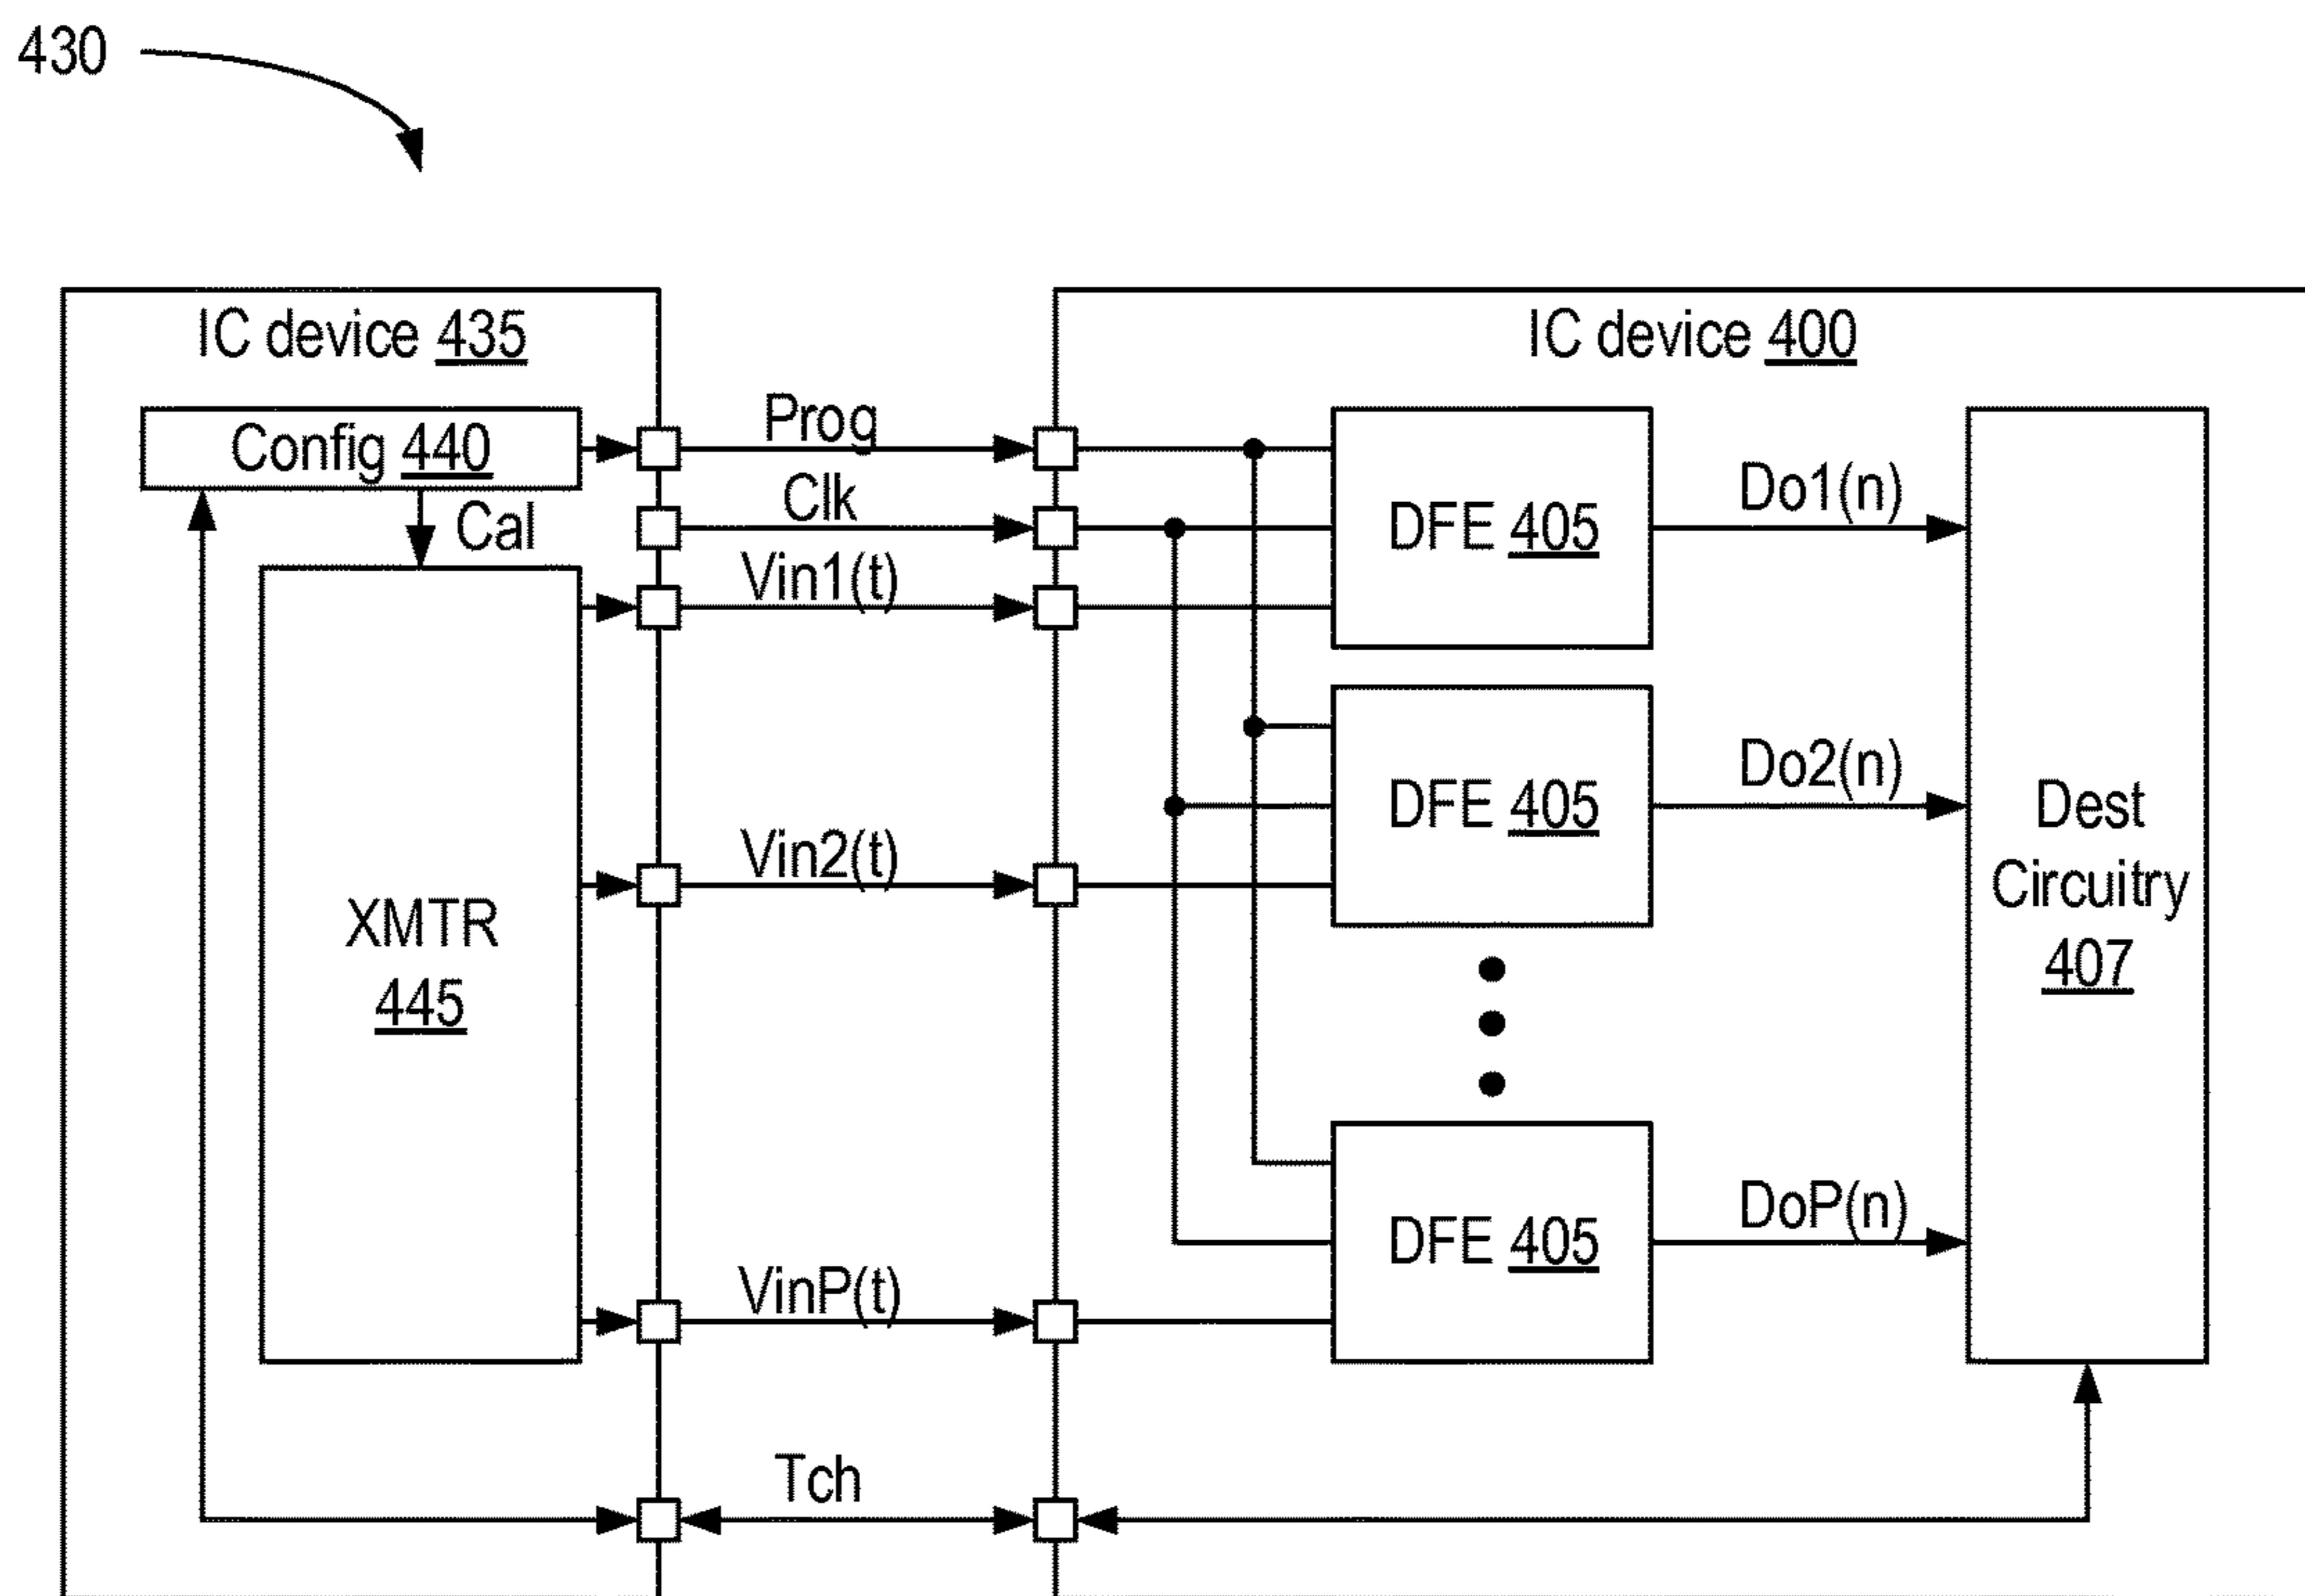 430
IC device 435
IC device 400
Config 440
Cal
XMTR
445
Prog
Clk
Vin1(t)
Vin2(t)
VinP(t)
Tch
DFE 405
Do1(n)
DFE 405
Do2(n)
DFE 405
DoP(n)
Dest
Circuitry
407